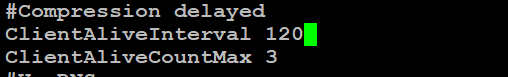 #Compression delayed
ClientAliveInterval 120
ClientAliveCountMax 3